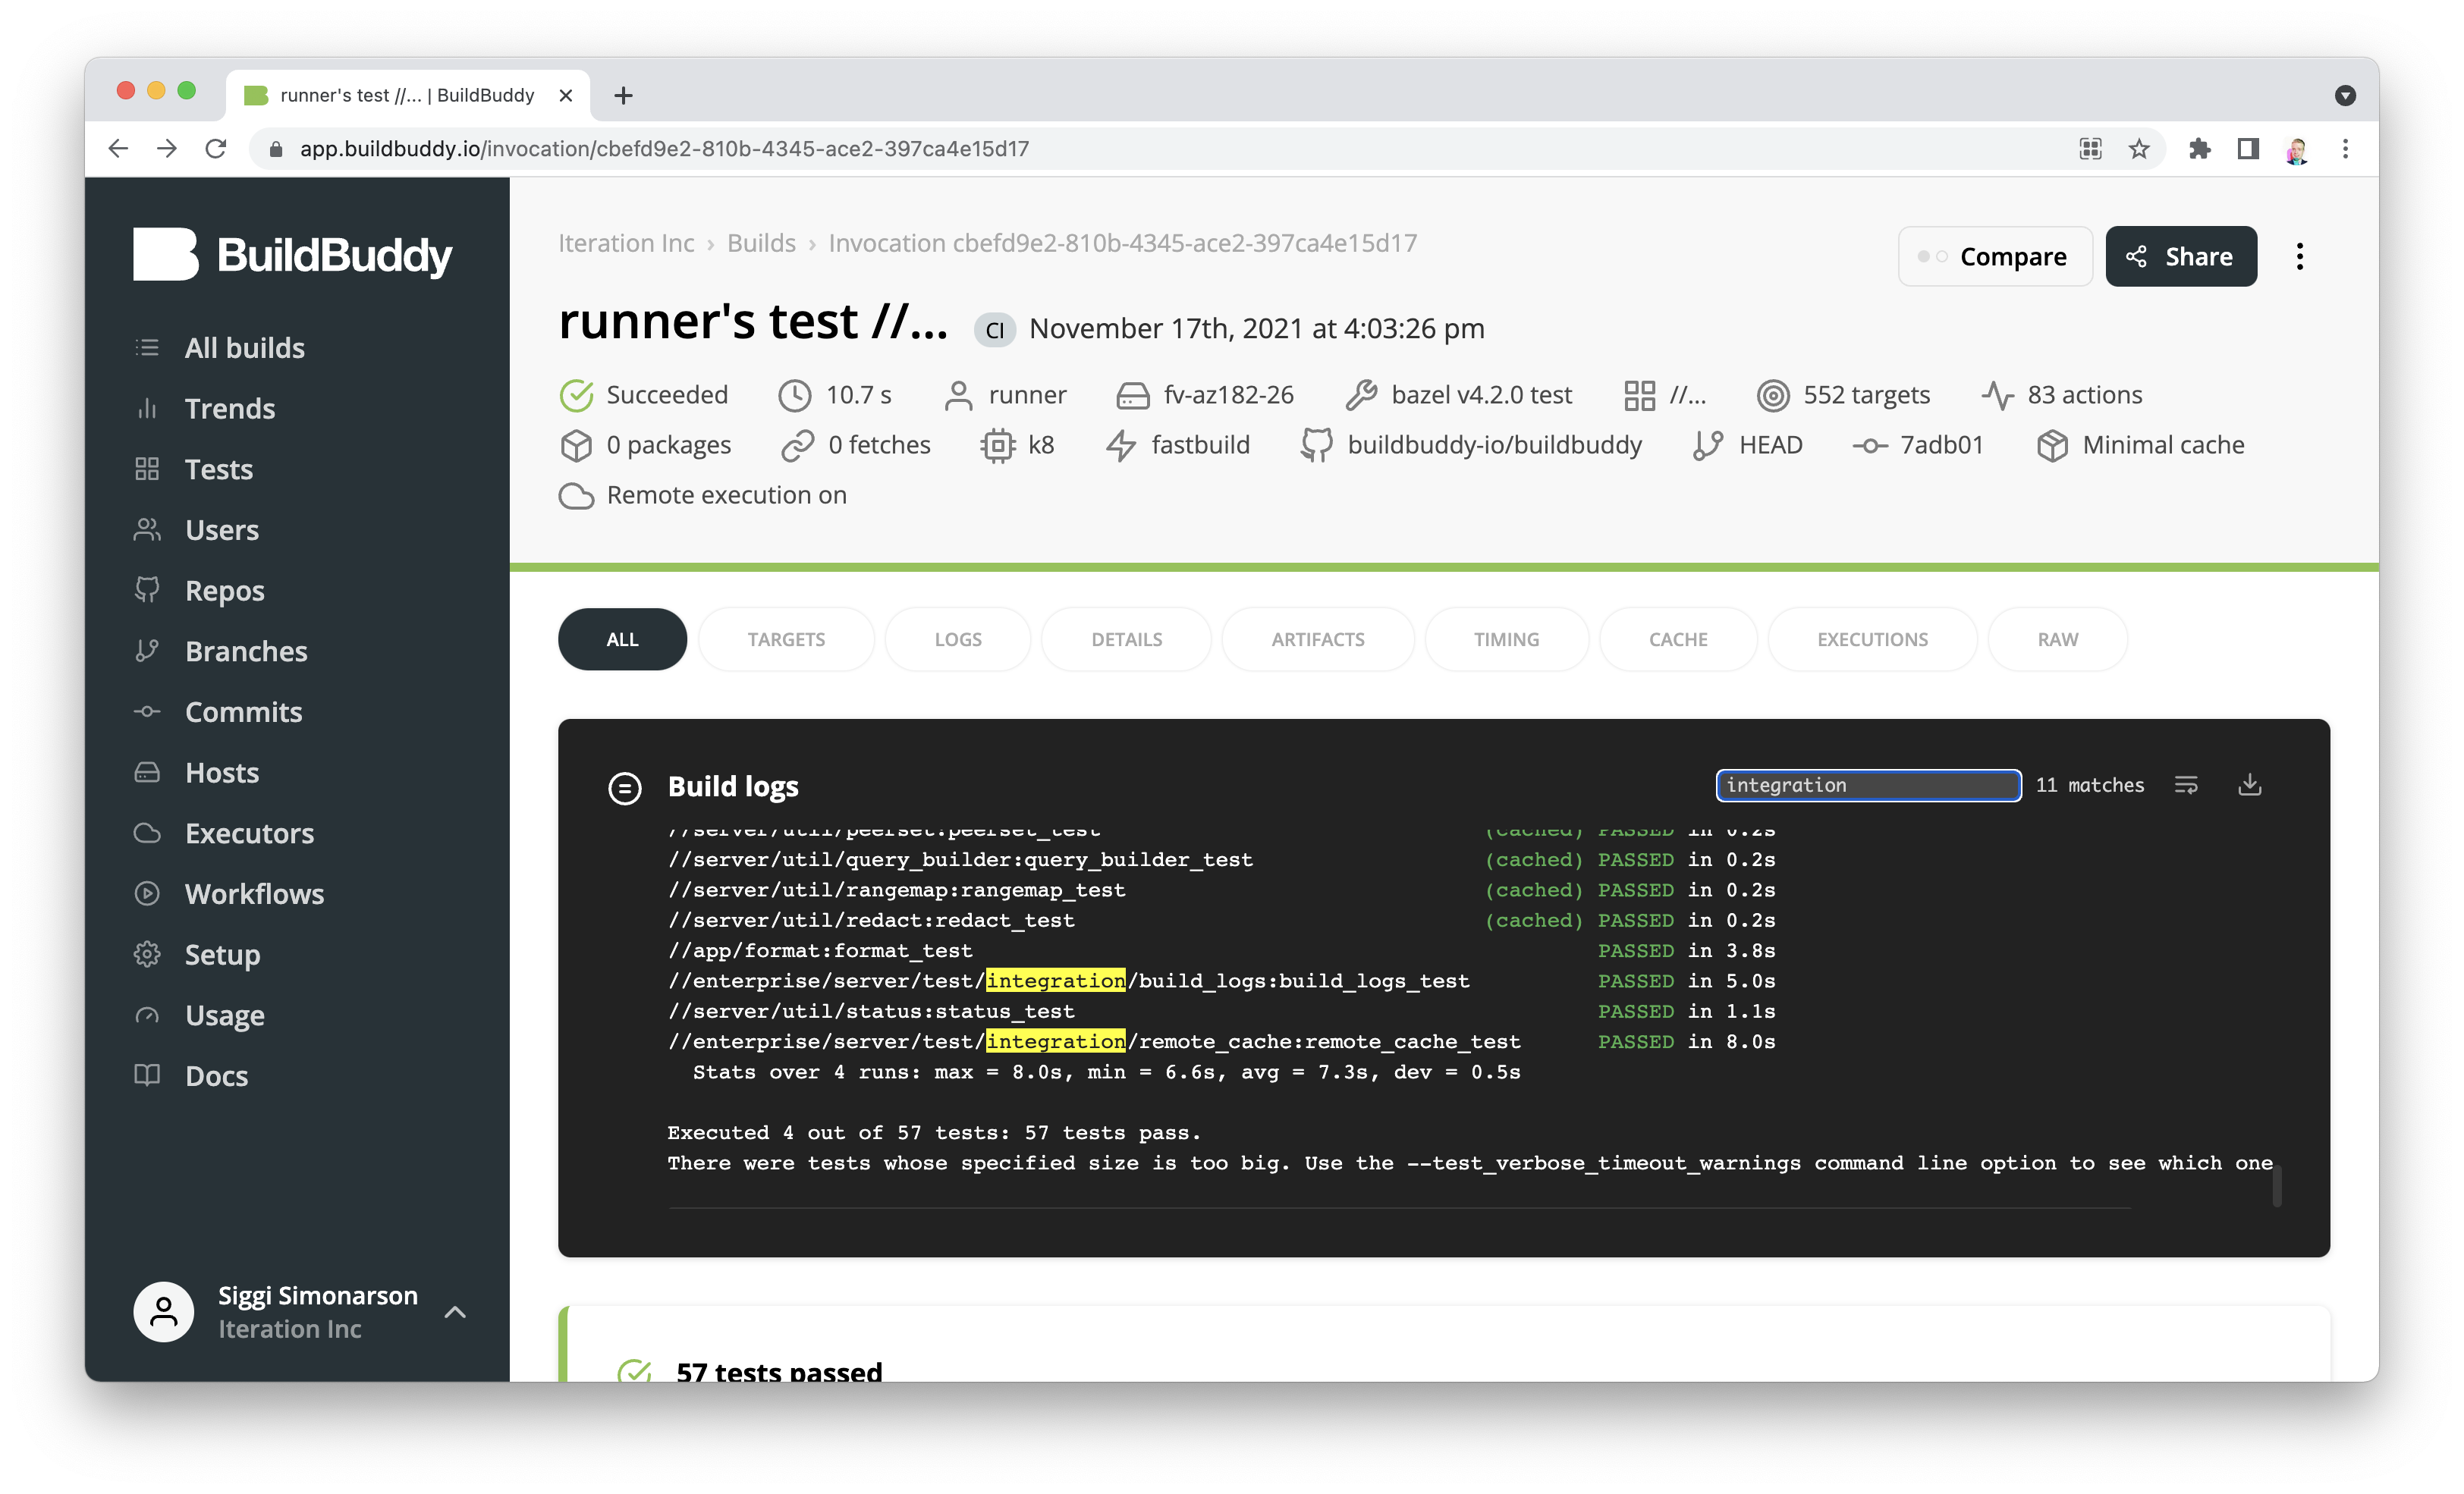 runner's test //... | BuildBuddy
app.buildbuddy.io/invocation/cbefd9e2-810b-4345-ace2-397ca4e15d17
BuildBuddy
All builds
Trends
Tests
Users
Repos
Branches
Commits
Hosts
Executors
Workflows
Setup
Usage
Docs
Siggi Simonarson
Iteration Inc
Iteration Inc › Builds › Invocation cbefd9e2-810b-4345-ace2-397ca4e15d17
Compare
Share
runner's test //... CI November 17th, 2021 at 4:03:26 pm
Succeeded 10.7 s runner fv-az182-26 bazel v4.2.0 test //... 552 targets 83 actions
0 packages 0 fetches k8 fastbuild buildbuddy-io/buildbuddy HEAD 7adb01 Minimal cache
Remote execution on
ALL TARGETS LOGS DETAILS ARTIFACTS TIMING CACHE EXECUTIONS RAW
Build logs integration 11 matches
//server/util/peerset:peerset_test (cached) PASSED in 0.2s
//server/util/query_builder:query_builder_test (cached) PASSED in 0.2s
//server/util/rangemap:rangemap_test (cached) PASSED in 0.2s
//server/util/redact:redact_test (cached) PASSED in 0.2s
//app/format:format_test PASSED in 3.8s
//enterprise/server/test/integration/build_logs:build_logs_test PASSED in 5.0s
//server/util/status:status_test PASSED in 1.1s
//enterprise/server/test/integration/remote_cache:remote_cache_test PASSED in 8.0s
Stats over 4 runs: max = 8.0s, min = 6.6s, avg = 7.3s, dev = 0.5s
Executed 4 out of 57 tests: 57 tests pass.
There were tests whose specified size is too big. Use the --test_verbose_timeout_warnings command line option to see which one
57 tests passed